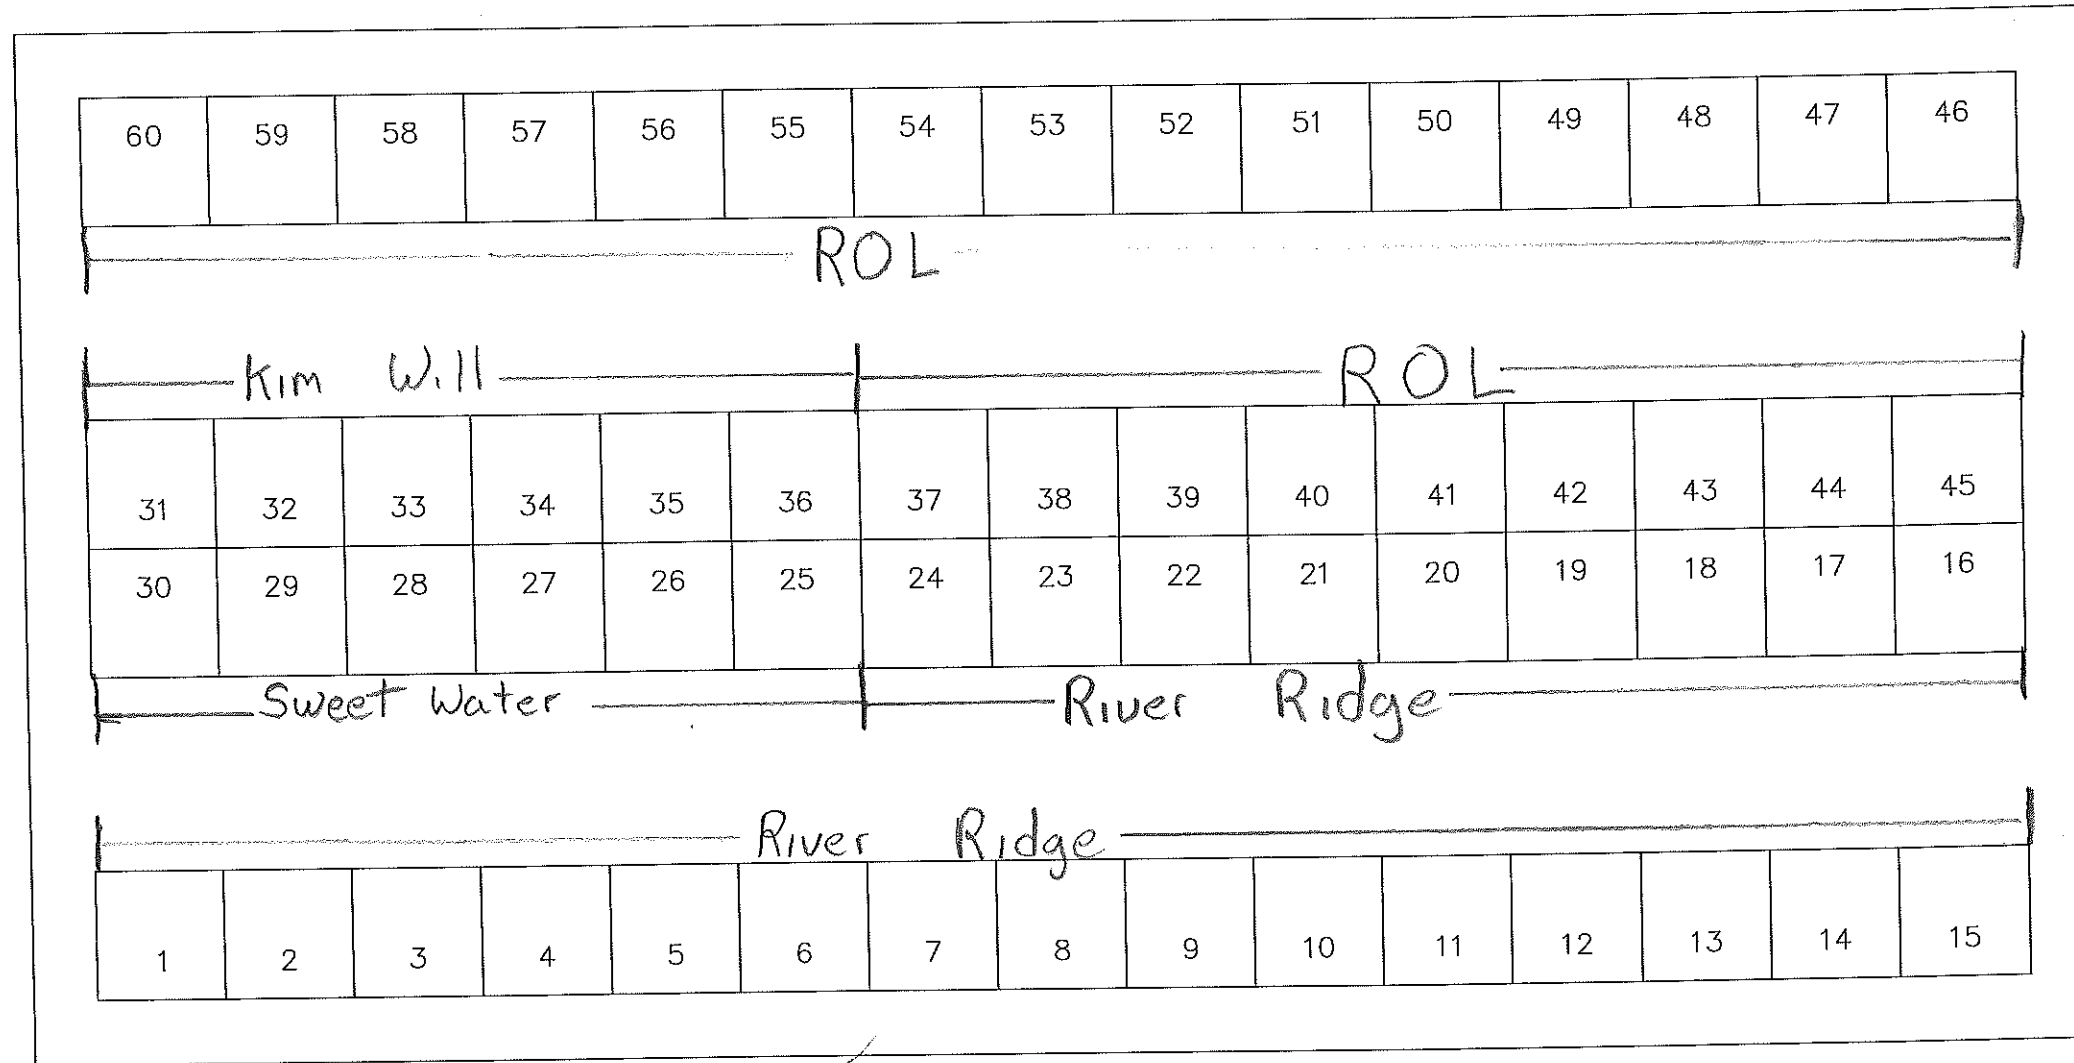 60 59 58 57 56 55 54 53 52 51 50 49 48 47 46
ROL
Kim Will ROL
31 32 33 34 35 36 37 38 39 40 41 42 43 44 45
30 29 28 27 26 25 24 23 22 21 20 19 18 17 16
Sweet Water River Ridge
River Ridge
1 2 3 4 5 6 7 8 9 10 11 12 13 14 15